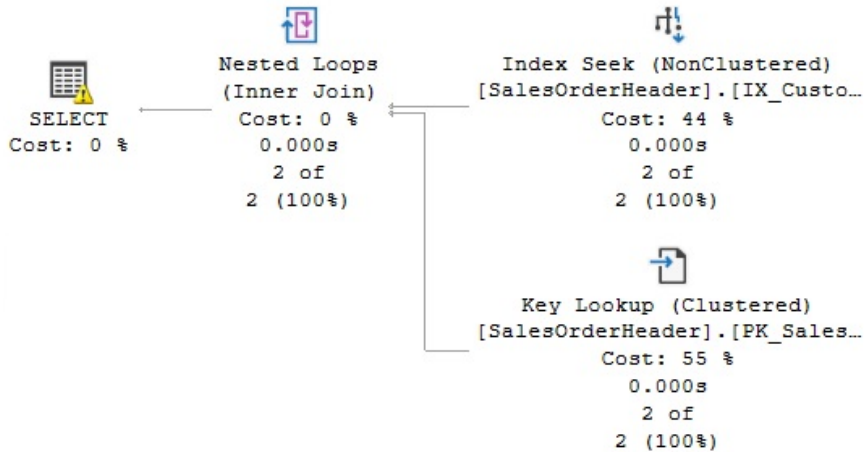 SELECT
Cost: 0 %
Nested Loops
(Inner Join)
Cost: 0 %
0.000s
2 of
2 (100%)
Index Seek (NonClustered)
[SalesOrderHeader].[IX_Custo…
Cost: 44 %
0.000s
2 of
2 (100%)
Key Lookup (Clustered)
[SalesOrderHeader].[PK_Sales…
Cost: 55 %
0.000s
2 of
2 (100%)